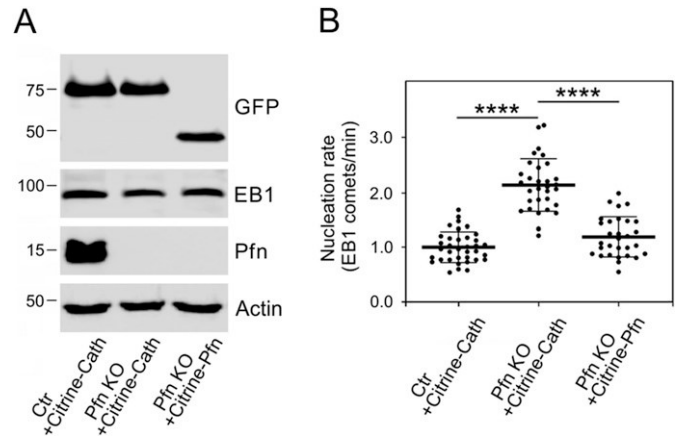 A
75
50
GFP
100
EB1
15
Pfn
50
Actin
Ctr
+Citrine-Cath
Pfn KO
+Citrine-Cath
Pfn KO
+Citrine-Pfn
B
Nucleation rate
(EB1 comets/min)
3.0
2.0
1.0
0.0
****
****
Ctr
+Citrine-Cath
Pfn KO
+Citrine-Cath
Pfn KO
+Citrine-Pfn